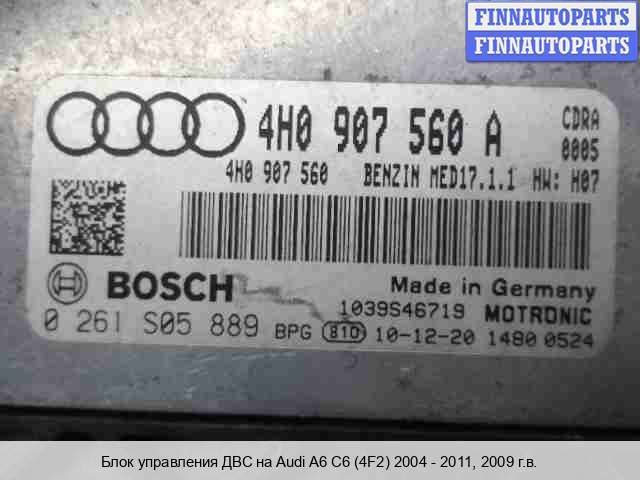 FINNAUTOPARTS
FINNAUTOPARTS
4H0 907 560 A CDRA
0005
4H0 907 560 BENZIN MED17.1.1 HW: H07
BOSCH Made in Germany
1039S46719 MOTRONIC
0 261 S05 889 BPG 810 10-12-20 1480 0524
Блок управления ДВС на Audi A6 C6 (4F2) 2004 - 2011, 2009 г.в.